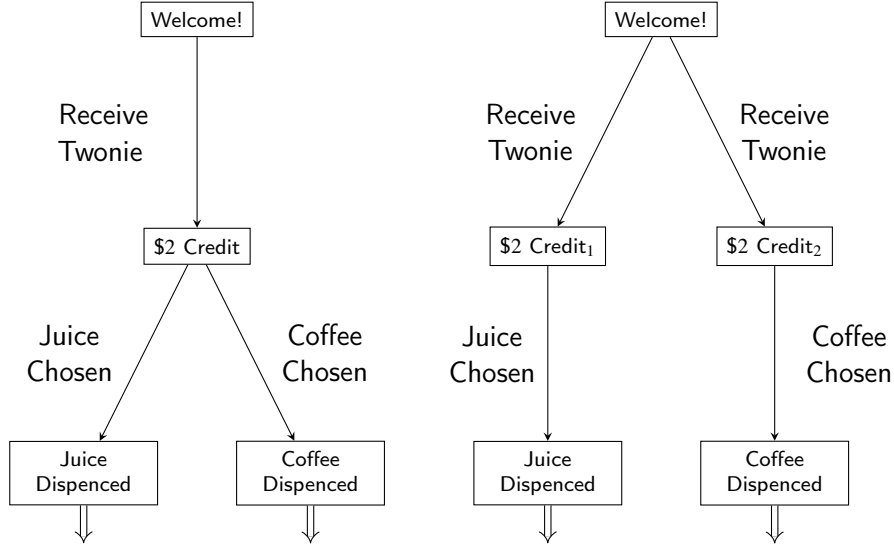 Welcome!
Receive
Twonie
$2 Credit
Juice
Chosen
Coffee
Chosen
Juice
Dispenced
Coffee
Dispenced
Welcome!
Receive
Twonie
Receive
Twonie
$2 Credit₁
$2 Credit₂
Juice
Chosen
Coffee
Chosen
Juice
Dispenced
Coffee
Dispenced